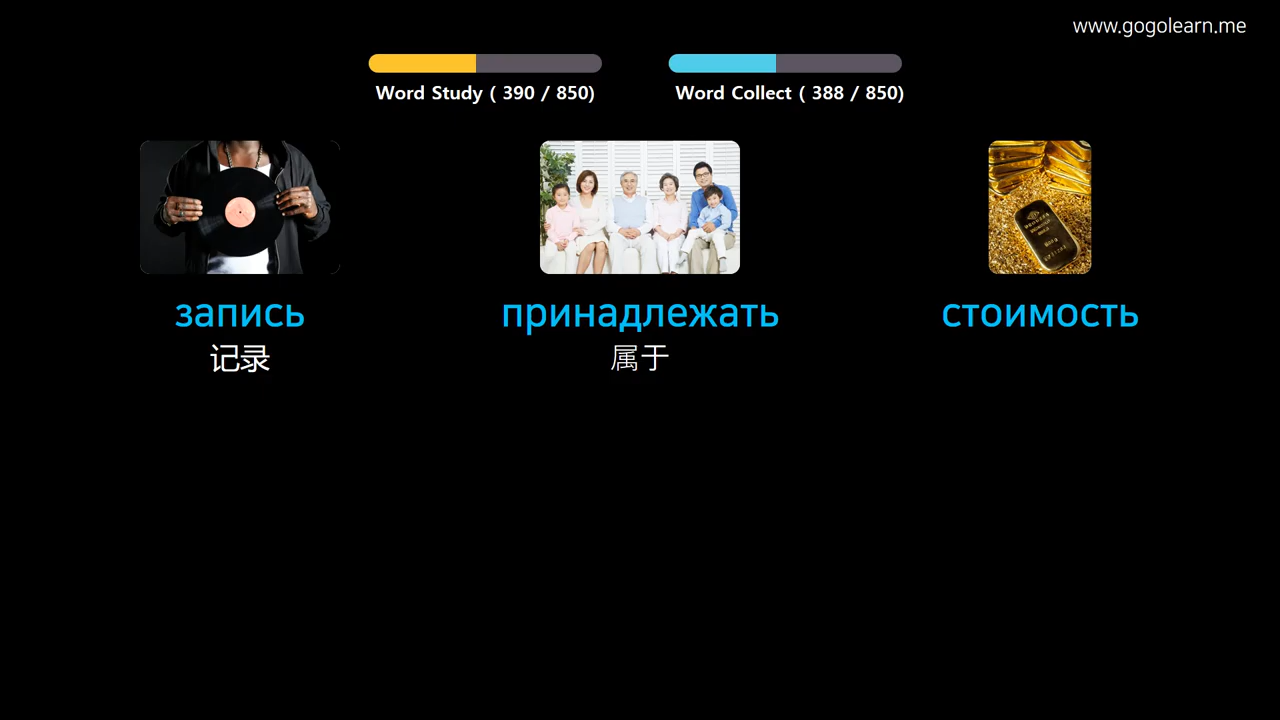 www.gogolearn.me
Word Study ( 390 / 850)
Word Collect ( 388 / 850)
запись
принадлежать
стоимость
记录
属于